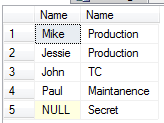 Name Name
1 Mike Production
2 Jessie Production
3 John TC
4 Paul Maintanence
5 NULL Secret